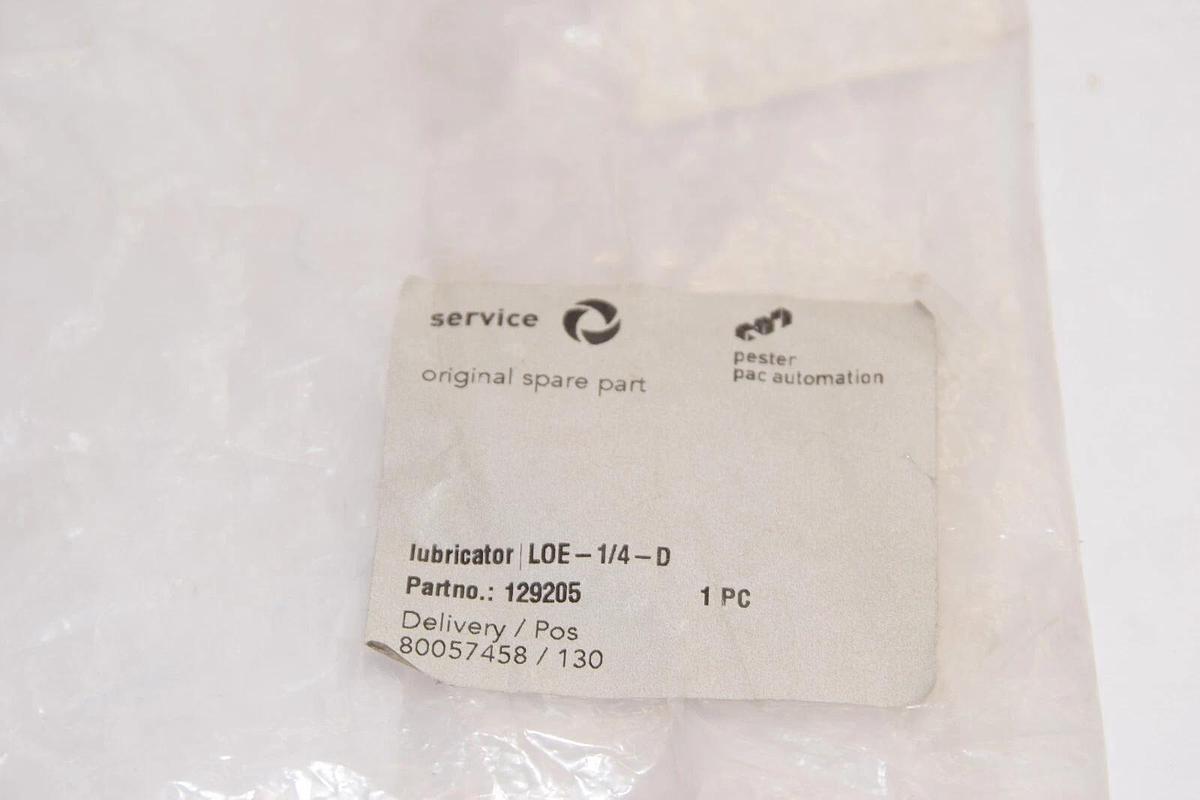 service
original spare part
pester
pac automation
lubricator LOE-1/4-D
Partno.: 129205 1 PC
Delivery / Pos
80057458 / 130